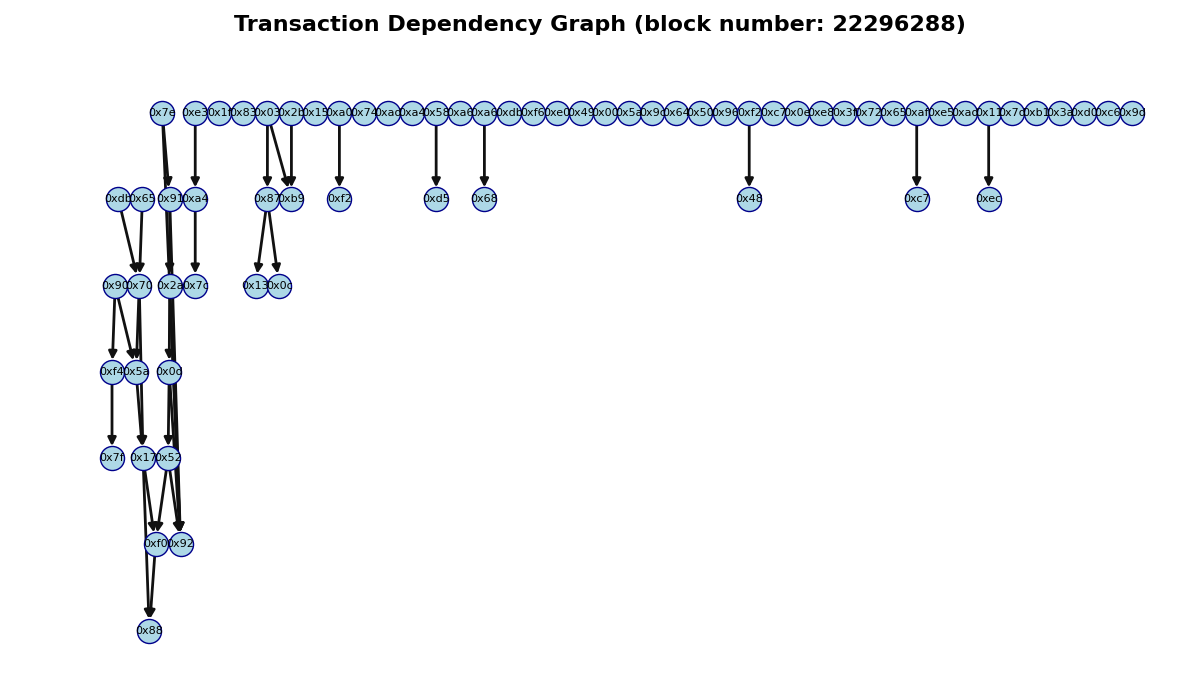 Transaction Dependency Graph (block number: 22296288)
0x7e 0xe3 0x1f 0x83 0x03 0x2b 0x15 0xa0 0x74 0xad 0xa4 0x58 0xa6 0xa6 0xdb 0xf6 0xe0 0x49 0x00 0x5a 0x9c 0x64 0x50 0x96 0xf2 0xc7 0x0e 0xe8 0x3f 0x72 0x65 0xaf 0xe5 0xad 0x11 0x7d 0xb1 0x3a 0xd0 0xc6 0x9d
0xdb 0x65 0x91 0xa4 0x87 0xb9 0xf2 0xd5 0x68 0x48 0xc7 0xec
0x90 0x70 0x2a 0x7c 0x13 0x0c
0xf4 0x5a 0x0d
0x7f 0x17 0x52
0xf0 0x92
0x88